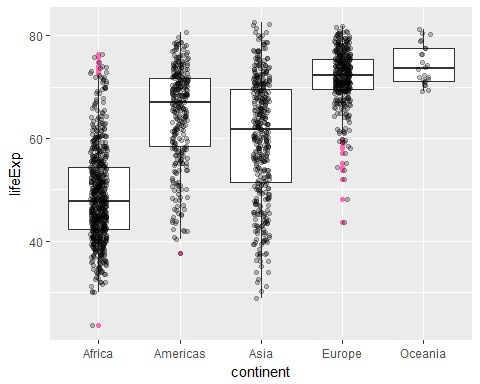 80
60
40
lifeExp
Africa Americas Asia Europe Oceania
continent